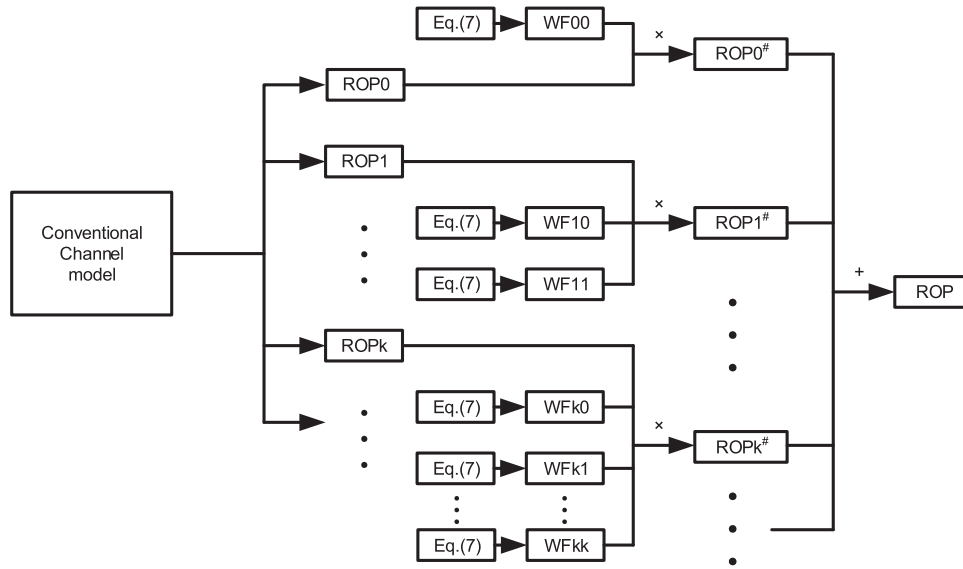 Eq.(7)
WF00
×
ROP0#
ROP0
ROP1
×
Eq.(7)
WF10
ROP1#
Conventional
Channel
model
Eq.(7)
WF11
+
ROP
ROPk
Eq.(7)
WFk0
×
ROPk#
Eq.(7)
WFk1
Eq.(7)
WFkk